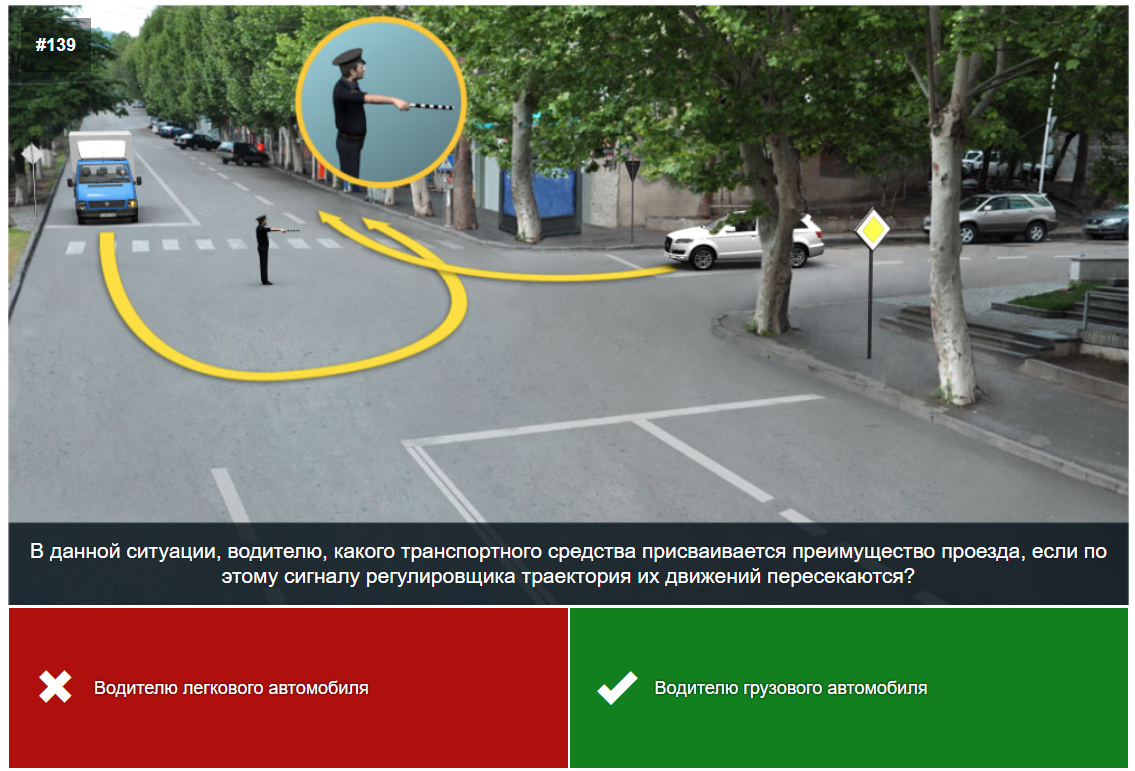 #139
В данной ситуации, водителю, какого транспортного средства присваивается преимущество проезда, если по
этому сигналу регулировщика траектория их движений пересекаются?
Водителю легкового автомобиля
Водителю грузового автомобиля